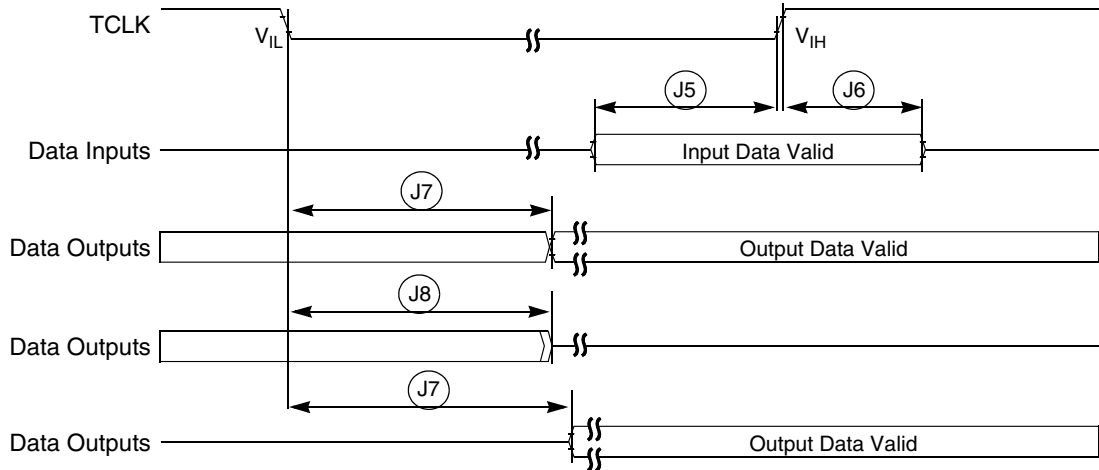 TCLK
VIL
VIH
J5
J6
Data Inputs
Input Data Valid
J7
Data Outputs
Output Data Valid
J8
Data Outputs
J7
Data Outputs
Output Data Valid